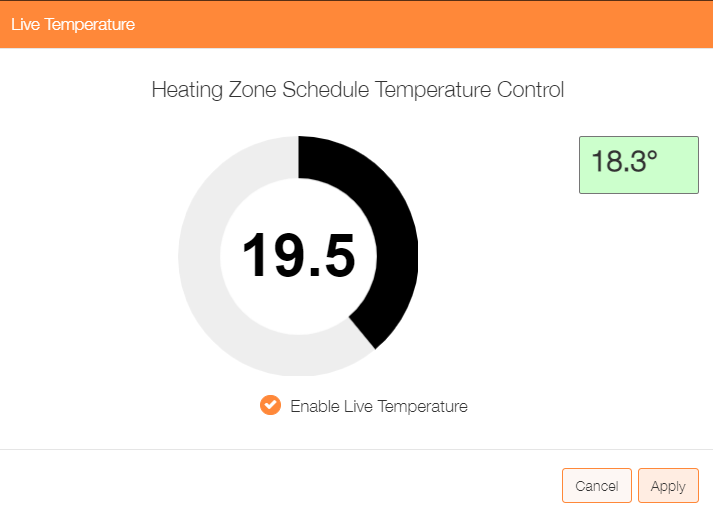 Live Temperature
Heating Zone Schedule Temperature Control
18.3°
19.5
Enable Live Temperature
Cancel
Apply